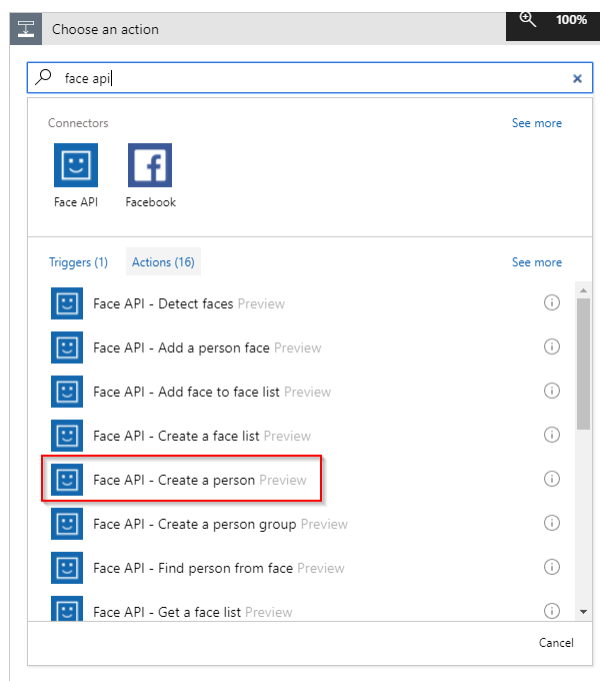 Choose an action
100%
face api
Connectors
See more
Face API
Facebook
Triggers (1)
Actions (16)
See more
Face API - Detect faces Preview
Face API - Add a person face Preview
Face API - Add face to face list Preview
Face API - Create a face list Preview
Face API - Create a person Preview
Face API - Create a person group Preview
Face API - Find person from face Preview
Face API - Get a face list Preview
Cancel